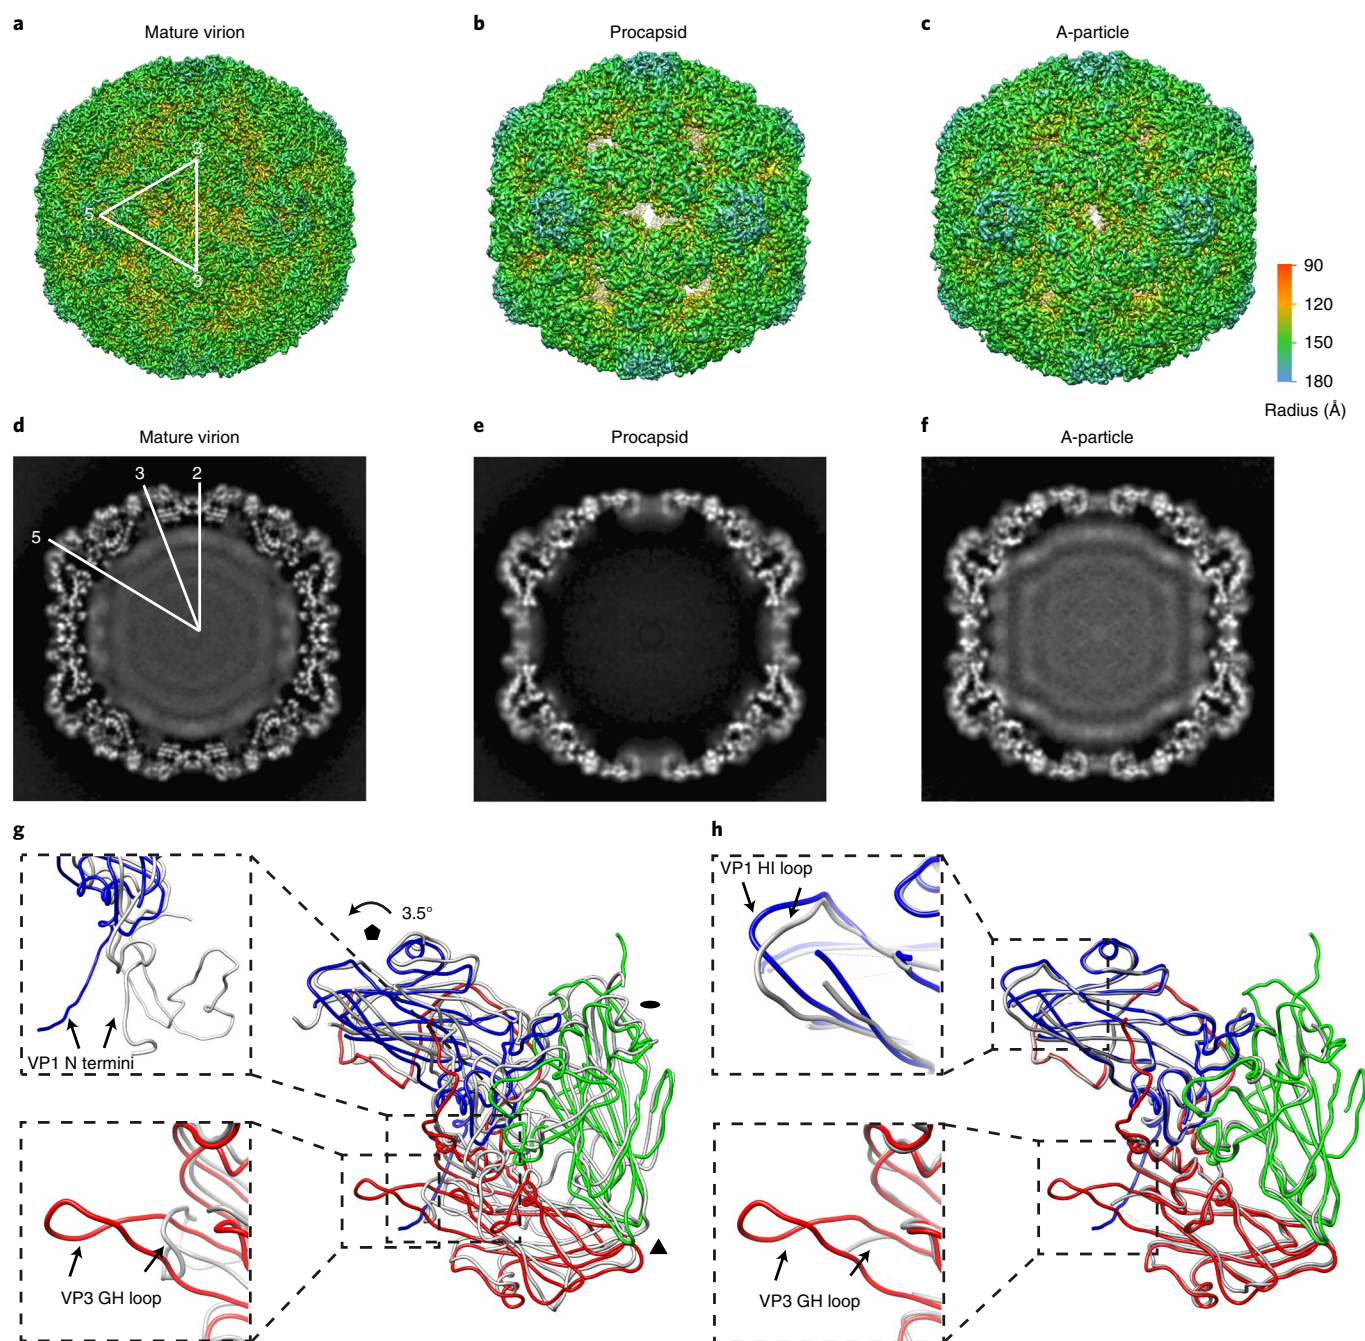 a
Mature virion
3
5
3
b
Procapsid
c
A-particle
90
120
150
180
Radius (Å)
d
Mature virion
3
2
5
e
Procapsid
f
A-particle
g
VP1 N termini
3.5°
VP3 GH loop
h
VP1 HI loop
VP3 GH loop